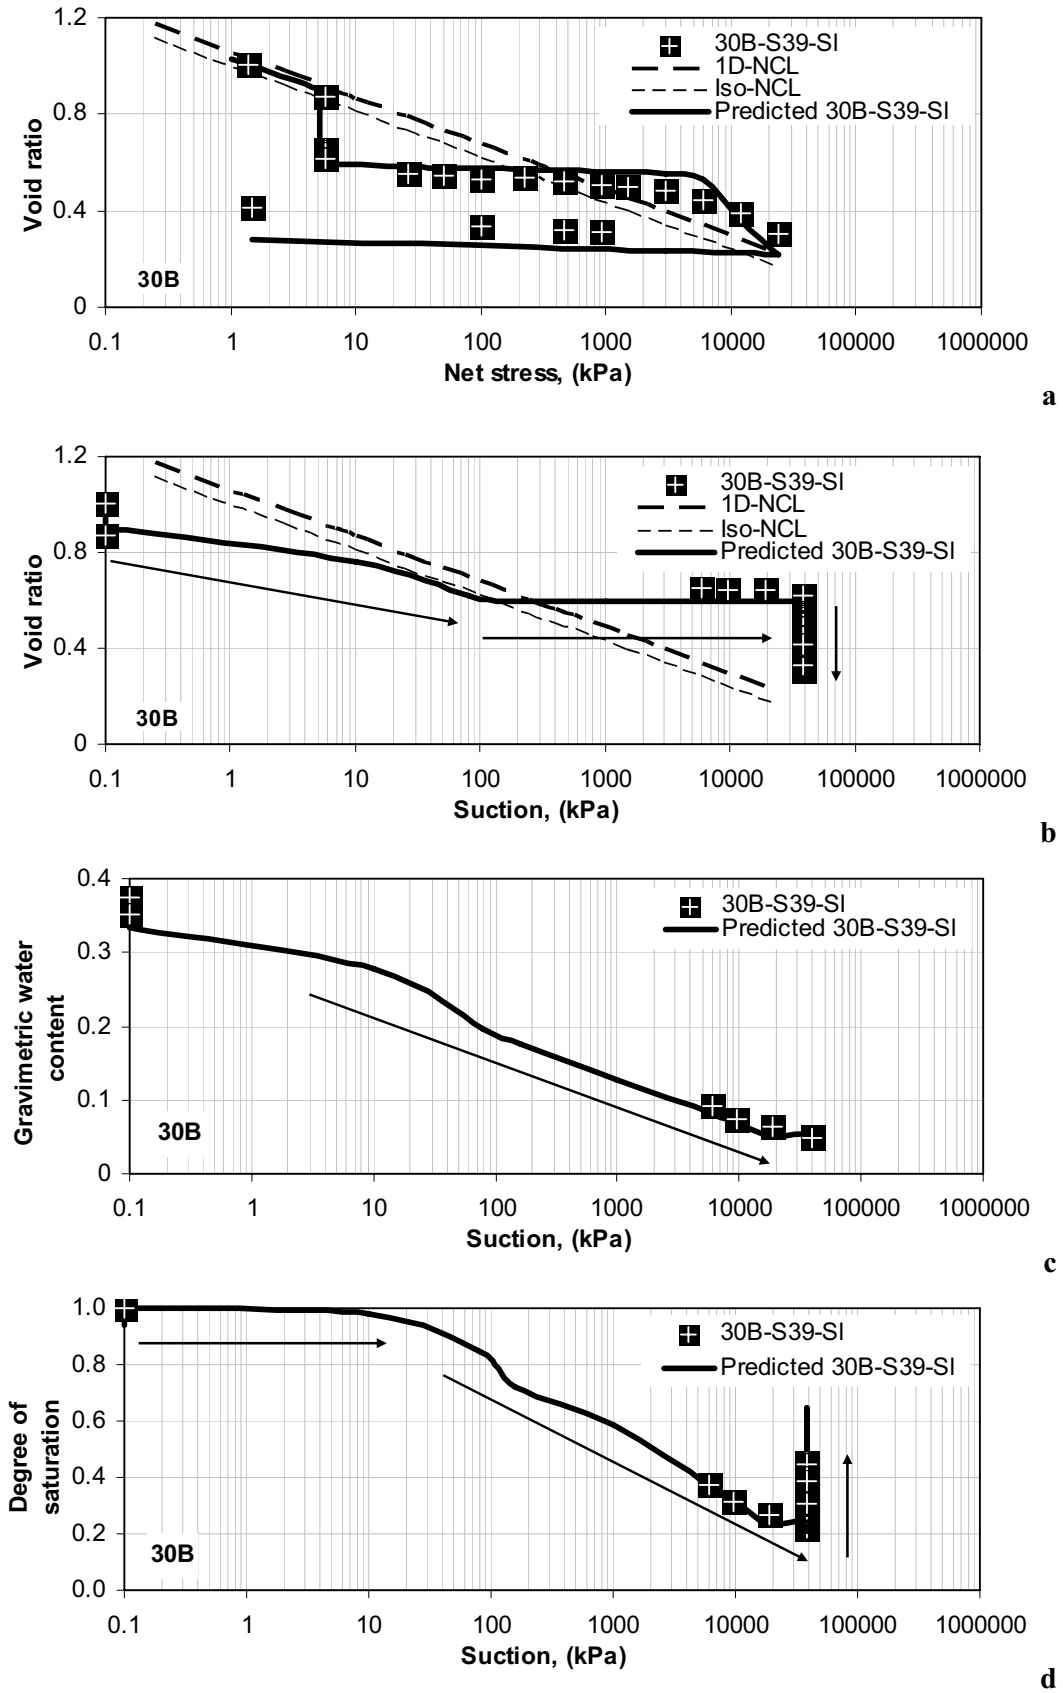 1.2
0.8
0.4
0
Void ratio
30B-S39-SI
1D-NCL
Iso-NCL
Predicted 30B-S39-SI
30B
0.1 1 10 100 1000 10000 100000 1000000
Net stress, (kPa)
a
1.2
0.8
0.4
0
Void ratio
30B-S39-SI
1D-NCL
Iso-NCL
Predicted 30B-S39-SI
30B
0.1 1 10 100 1000 10000 100000 1000000
Suction, (kPa)
b
0.4
0.3
0.2
0.1
0
Gravimetric water
content
30B-S39-SI
Predicted 30B-S39-SI
30B
0.1 1 10 100 1000 10000 100000 1000000
Suction, (kPa)
c
1.0
0.8
0.6
0.4
0.2
0.0
Degree of
saturation
30B-S39-SI
Predicted 30B-S39-SI
30B
0.1 1 10 100 1000 10000 100000 1000000
Suction, (kPa)
d